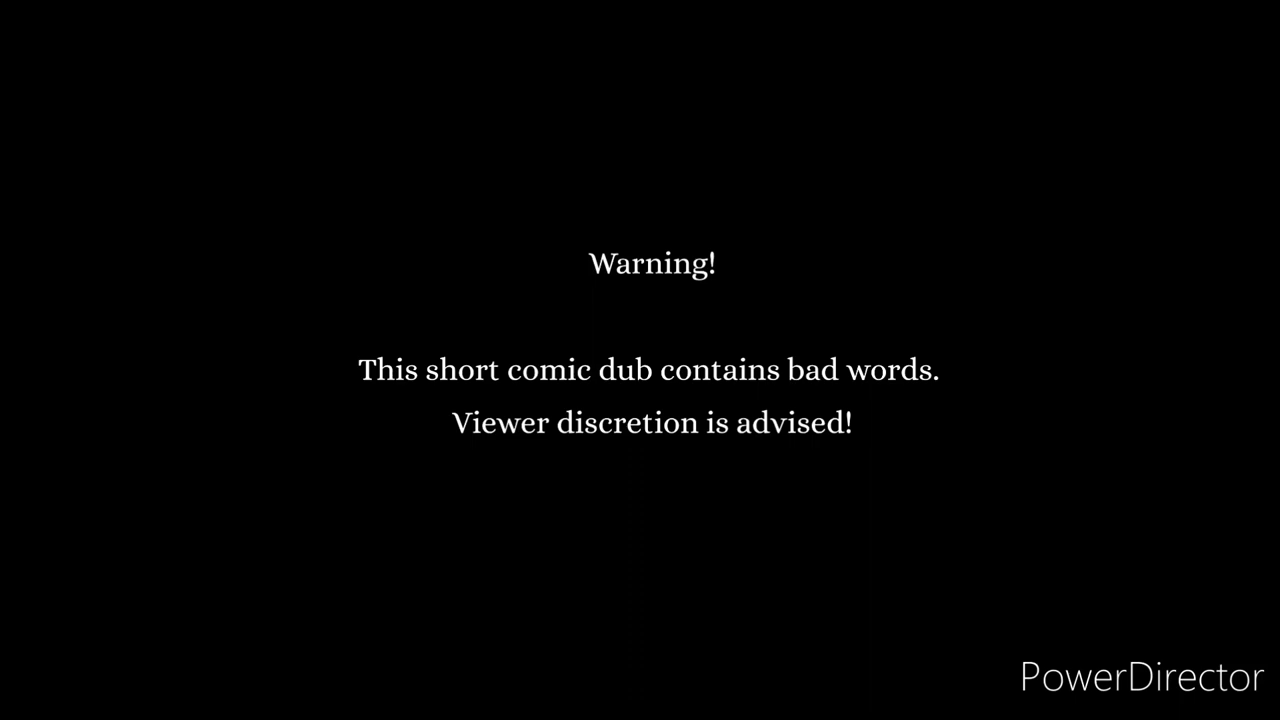 Warning!
This short comic dub contains bad words.
Viewer discretion is advised!
PowerDirector